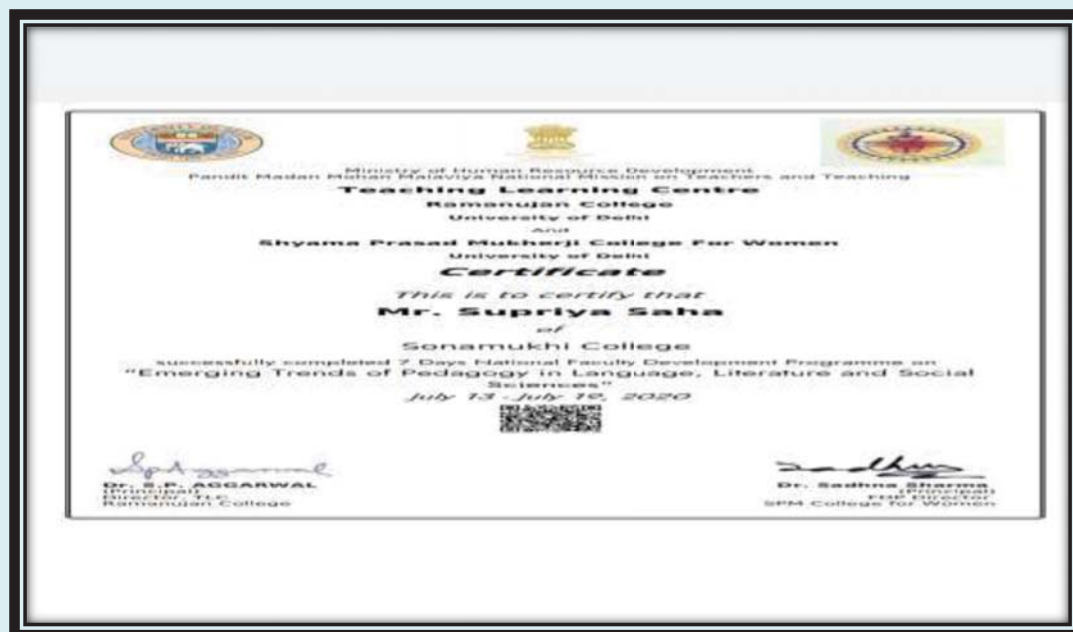 Ministry of Human Resource Development
Pandit Madan Mohan Malaviya National Mission on Teachers and Teaching
Teaching Learning Centre
Ramanujan College
University of Delhi
And
Shyama Prasad Mukherji College For Women
University of Delhi
Certificate
This is to certify that
Mr. Supriya Saha
of
Sonamukhi College
successfully completed 7 Days National Faculty Development Programme on
"Emerging Trends of Pedagogy in Language, Literature and Social
Sciences"
July 13 - July 19, 2020
Dr. S.P. AGGARWAL
(Principal)
Director, TLC
Ramanujan College
Dr. Sadhna Sharma
(Principal)
FDP Director
SPM College for Women